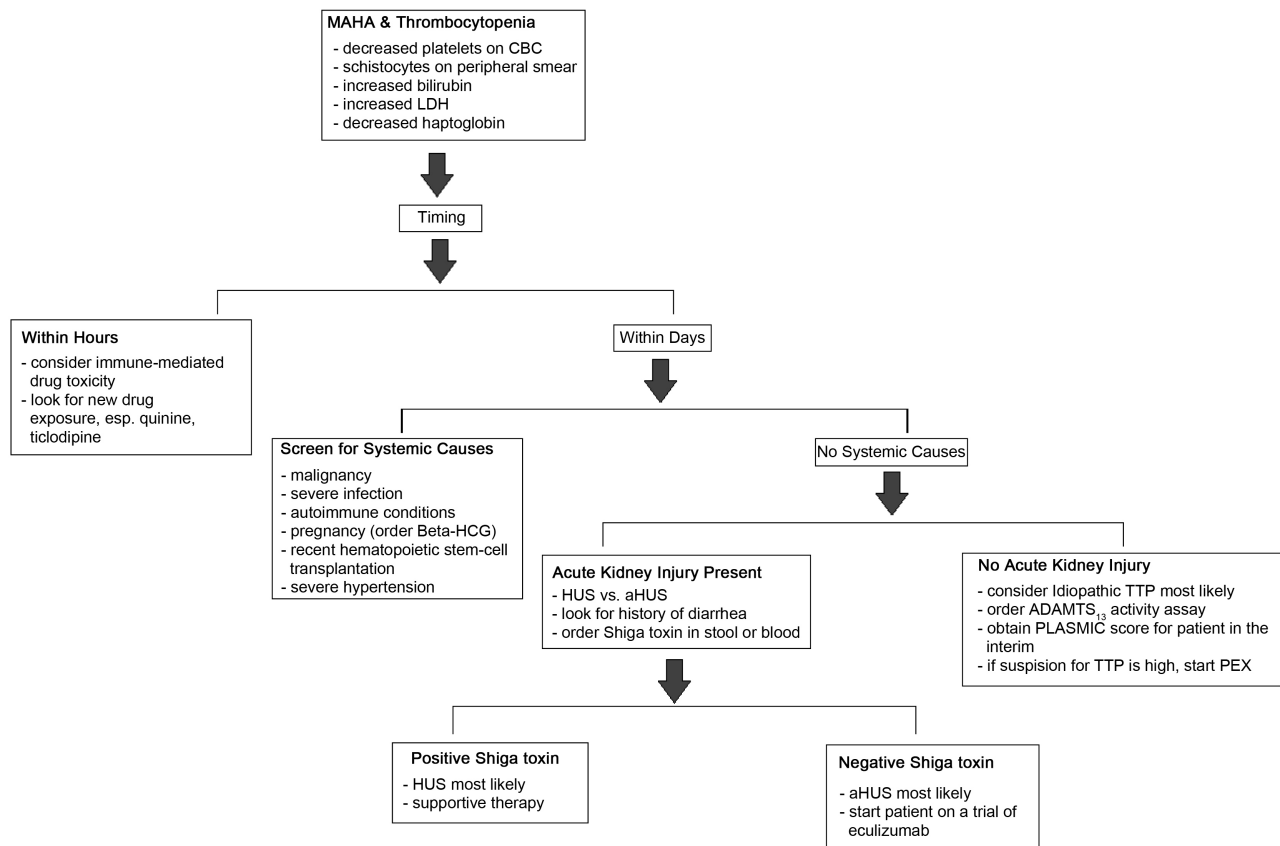 MAHA & Thrombocytopenia
- decreased platelets on CBC
- schistocytes on peripheral smear
- increased bilirubin
- increased LDH
- decreased haptoglobin
Timing
Within Hours
- consider immune-mediated
drug toxicity
- look for new drug
exposure, esp. quinine,
ticlodipine
Within Days
Screen for Systemic Causes
- malignancy
- severe infection
- autoimmune conditions
- pregnancy (order Beta-HCG)
- recent hematopoietic stem-cell
transplantation
- severe hypertension
No Systemic Causes
Acute Kidney Injury Present
- HUS vs. aHUS
- look for history of diarrhea
- order Shiga toxin in stool or blood
No Acute Kidney Injury
- consider Idiopathic TTP most likely
- order ADAMTS13 activity assay
- obtain PLASMIC score for patient in the
interim
- if suspision for TTP is high, start PEX
Positive Shiga toxin
- HUS most likely
- supportive therapy
Negative Shiga toxin
- aHUS most likely
- start patient on a trial of
eculizumab